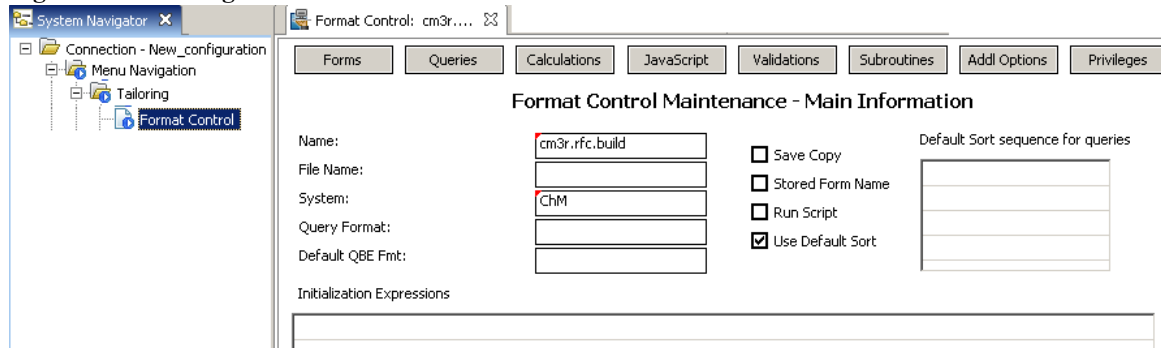 System Navigator
Format Control: cm3r....
Connection - New_configuration
Menu Navigation
Tailoring
Format Control
Forms Queries Calculations JavaScript Validations Subroutines Addl Options Privileges
Format Control Maintenance - Main Information
Name: cm3r.rfc.build
File Name:
System: ChM
Query Format:
Default QBE Fmt:
Save Copy
Stored Form Name
Run Script
Use Default Sort
Default Sort sequence for queries
Initialization Expressions